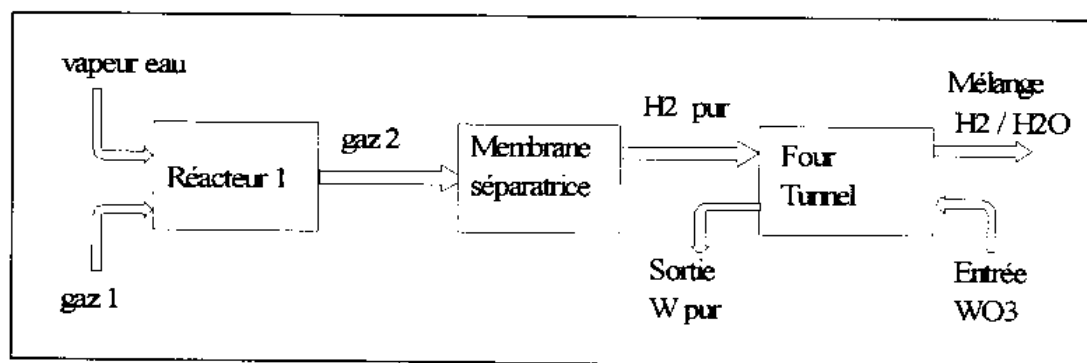 vapeur eau
Réacteur 1
gaz 1
gaz 2
Membrane
séparatrice
H2 pur
Four
Tunnel
Mélange
H2 / H2O
Sortie
W pur
Entrée
WO3